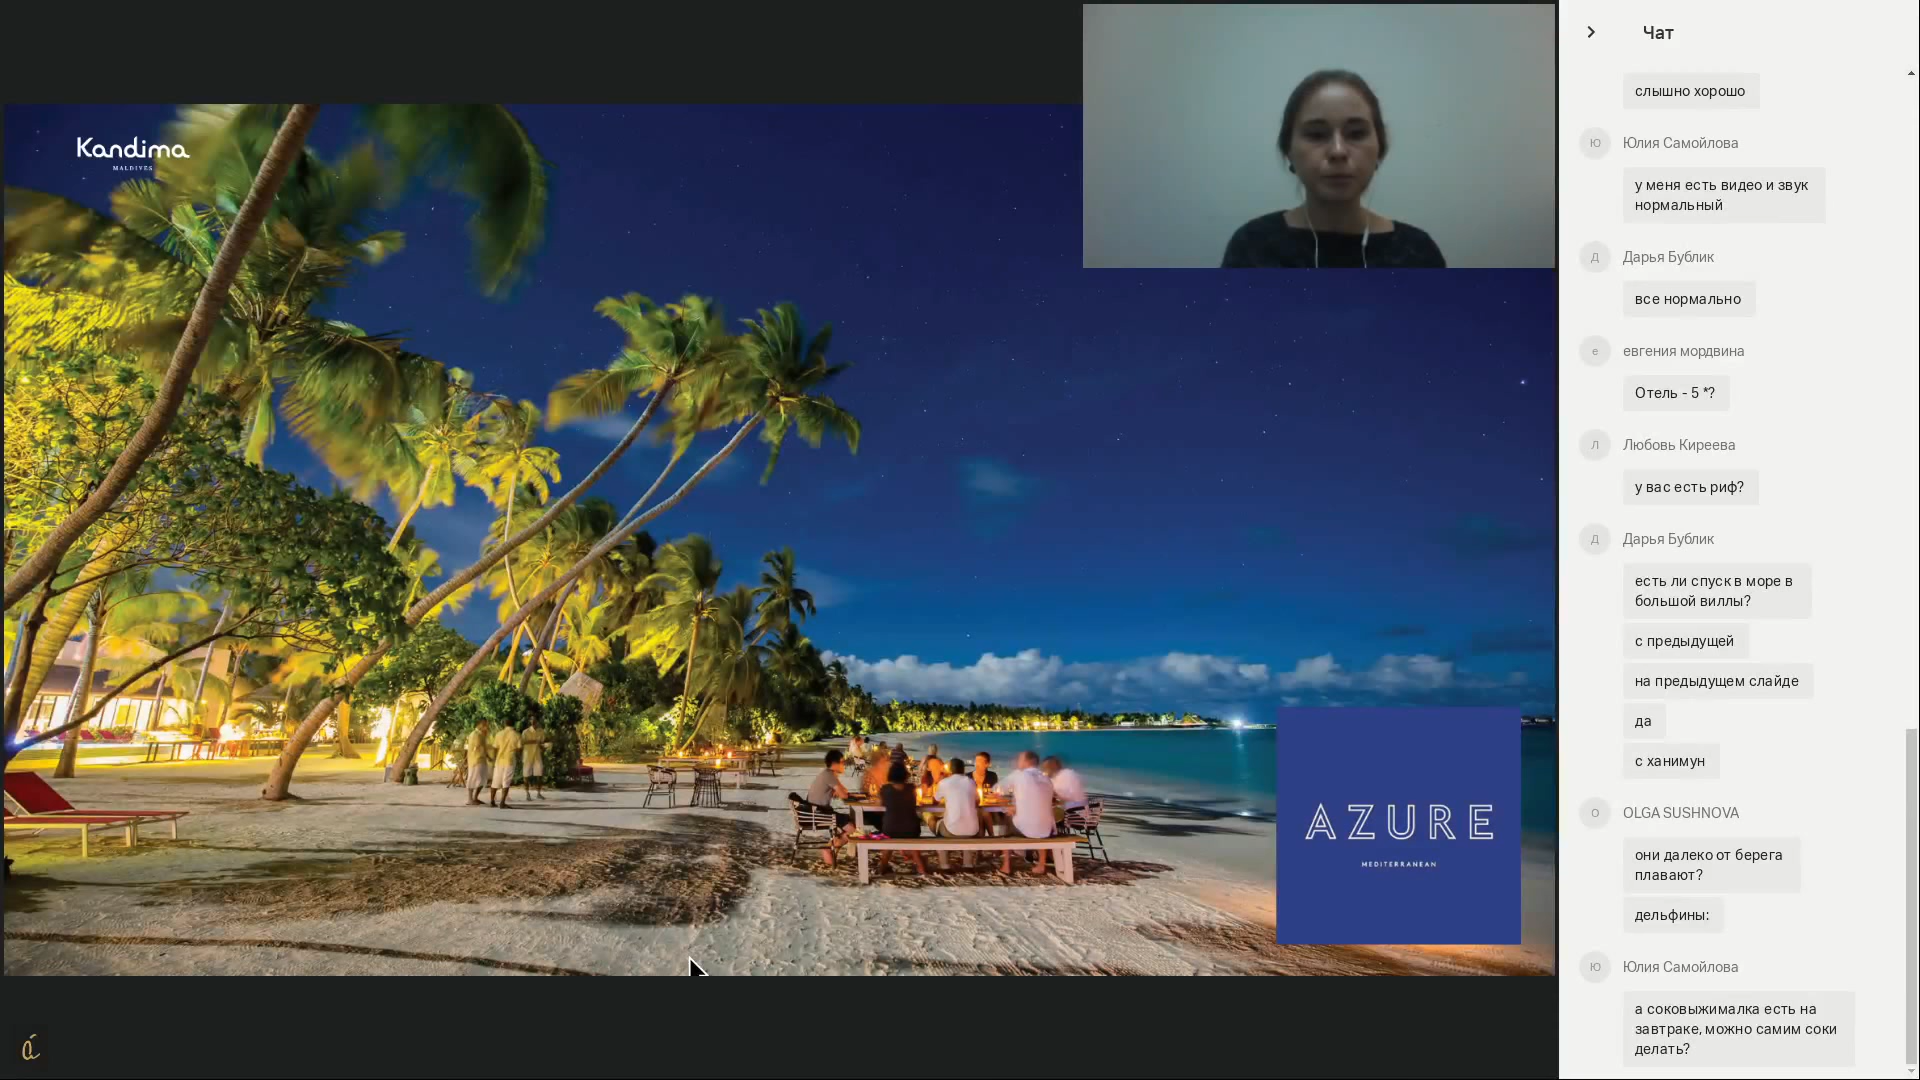 Kandima
MALDIVES
AZURE
MEDITERRANEAN
á
Чат
слышно хорошо
Ю
Юлия Самойлова
у меня есть видео и звук
нормальный
Д
Дарья Бублик
все нормально
е
евгения мордвина
Отель - 5 *?
Л
Любовь Киреева
у вас есть риф?
Д
Дарья Бублик
есть ли спуск в море в
большой виллы?
с предыдущей
на предыдущем слайде
да
с ханимун
O
OLGA SUSHNOVA
они далеко от берега
плавают?
дельфины:
Ю
Юлия Самойлова
а соковыжималка есть на
завтраке, можно самим соки
делать?